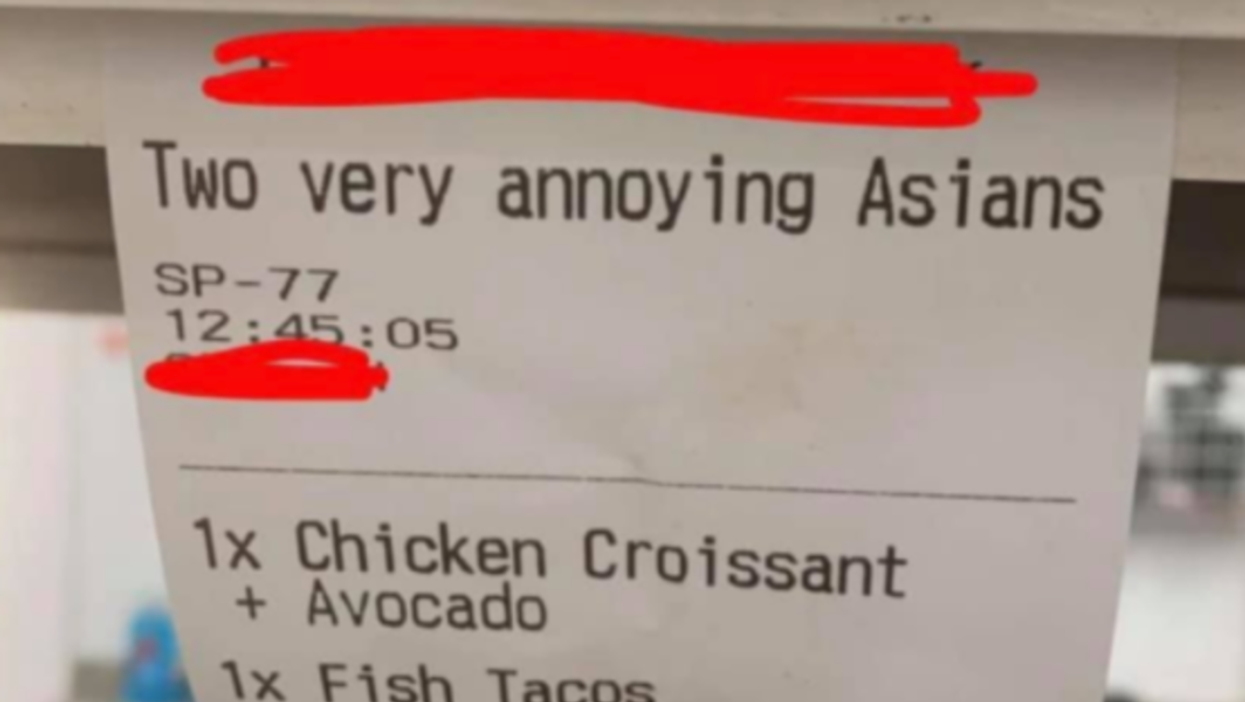 Two very annoying Asians
SP-77
12:45:05
1x Chicken Croissant
+ Avocado
1x Fish Tacos